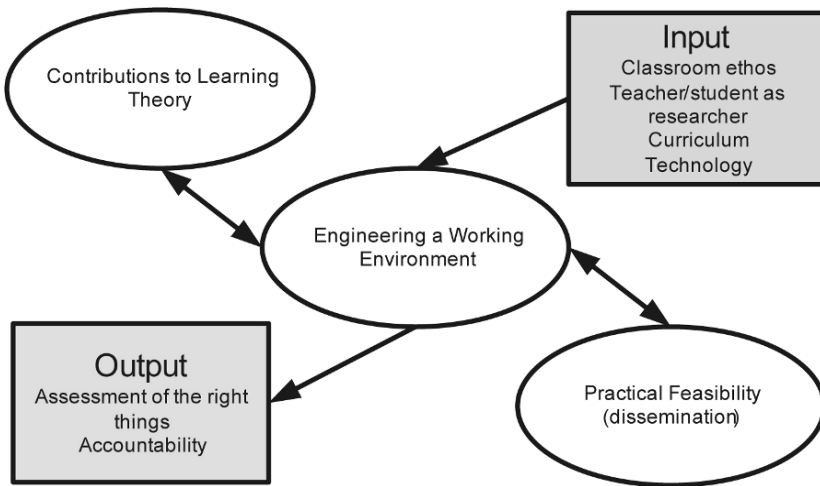 Contributions to Learning
Theory
Input
Classroom ethos
Teacher/student as
researcher
Curriculum
Technology
Engineering a Working
Environment
Output
Assessment of the right
things
Accountability
Practical Feasibility
(dissemination)